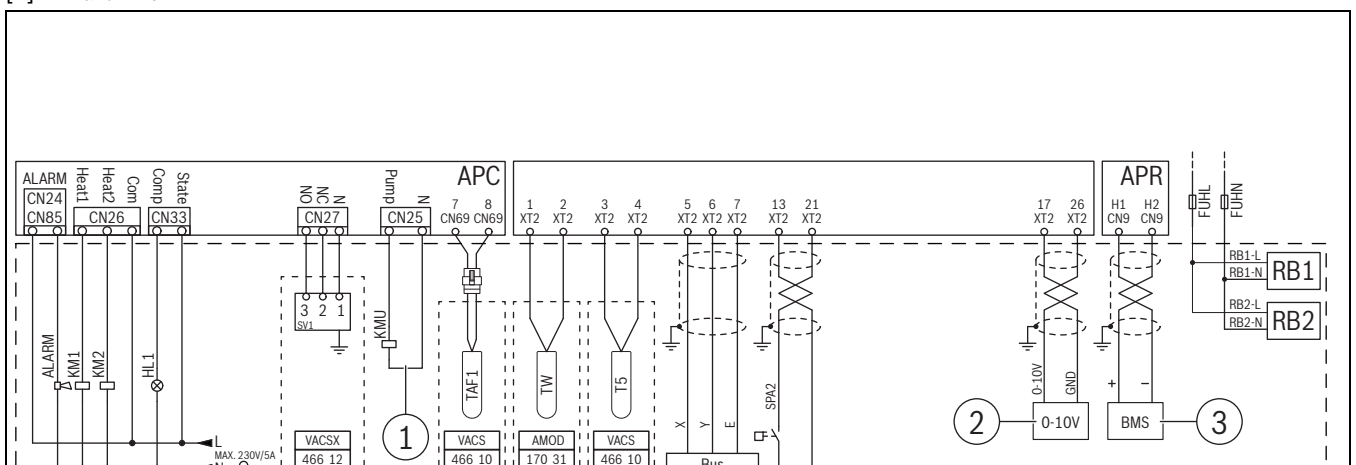 APC
APR
ALARM
Heat1
Heat2
Com
Comp
State
NO
NC
N
Pump
N
CN24
CN85
CN26
CN33
CN27
CN25
7 8
CN69 CN69
1 2 3 4 5 6 7 13 21 17 26
XT2 XT2 XT2 XT2 XT2 XT2 XT2 XT2 XT2 XT2 XT2
H1 H2
CN9 CN9
FUHL
FUHN
RB1-L
RB1-N
RB1
RB2-L
RB2-N
RB2
3 2 1
SV1
KMU
ALARM
KM1
KM2
HL1
TAF1
TW
T5
SPA2
X
Y
E
0-10V
GND
+ −
1
2
0-10V
BMS
3
L
MAX. 230V/5A
N
VACSX
466 12
VACS
466 10
AMOD
170 31
VACS
466 10
Bus